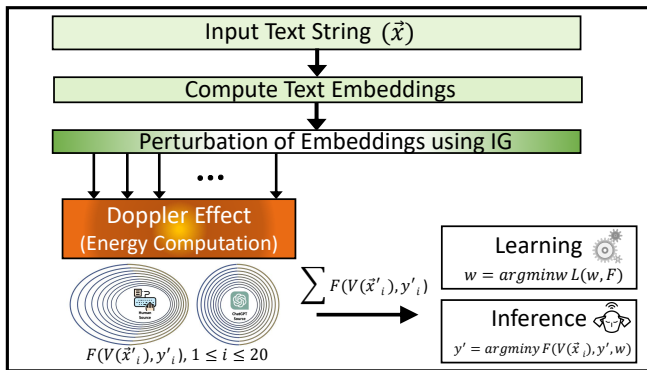 Input Text String (x⃗)
Compute Text Embeddings
Perturbation of Embeddings using IG
...
Doppler Effect
(Energy Computation)
Human
Source
ChatGPT
Source
F(V(x⃗'ᵢ), y'ᵢ), 1 ≤ i ≤ 20
∑ F(V(x⃗'ᵢ), y'ᵢ)
Learning
w = argminw L(w, F)
Inference
y' = argminy F(V(x⃗ᵢ), y', w)